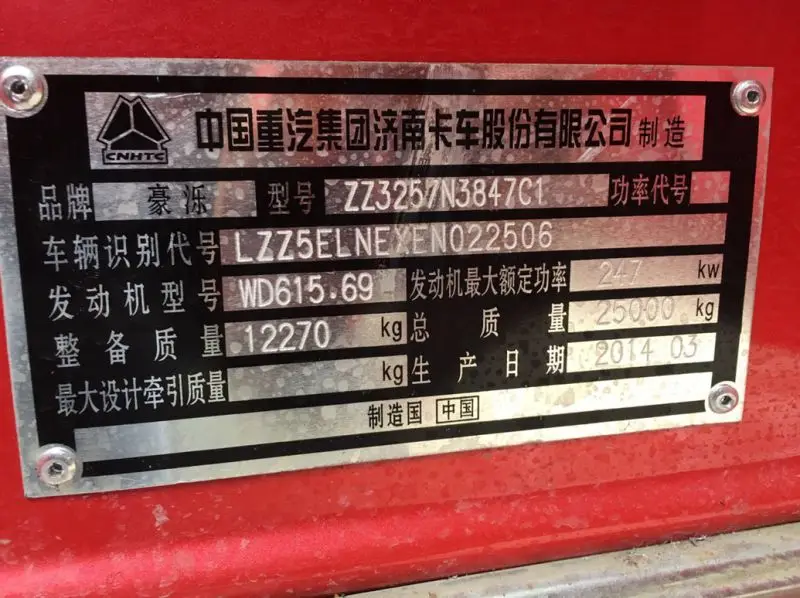 CNHTC 中国重汽集团济南卡车股份有限公司 制造
品牌 豪泺 型号 ZZ3257N3847C1 功率代号
车辆识别代号 LZZ5ELNEXEN022506
发动机型号 WD615.69 发动机最大额定功率 247 kw
整备质量 12270 kg 总质量 25000 kg
最大设计牵引质量 kg 生产日期 2014 03
制造国 中国